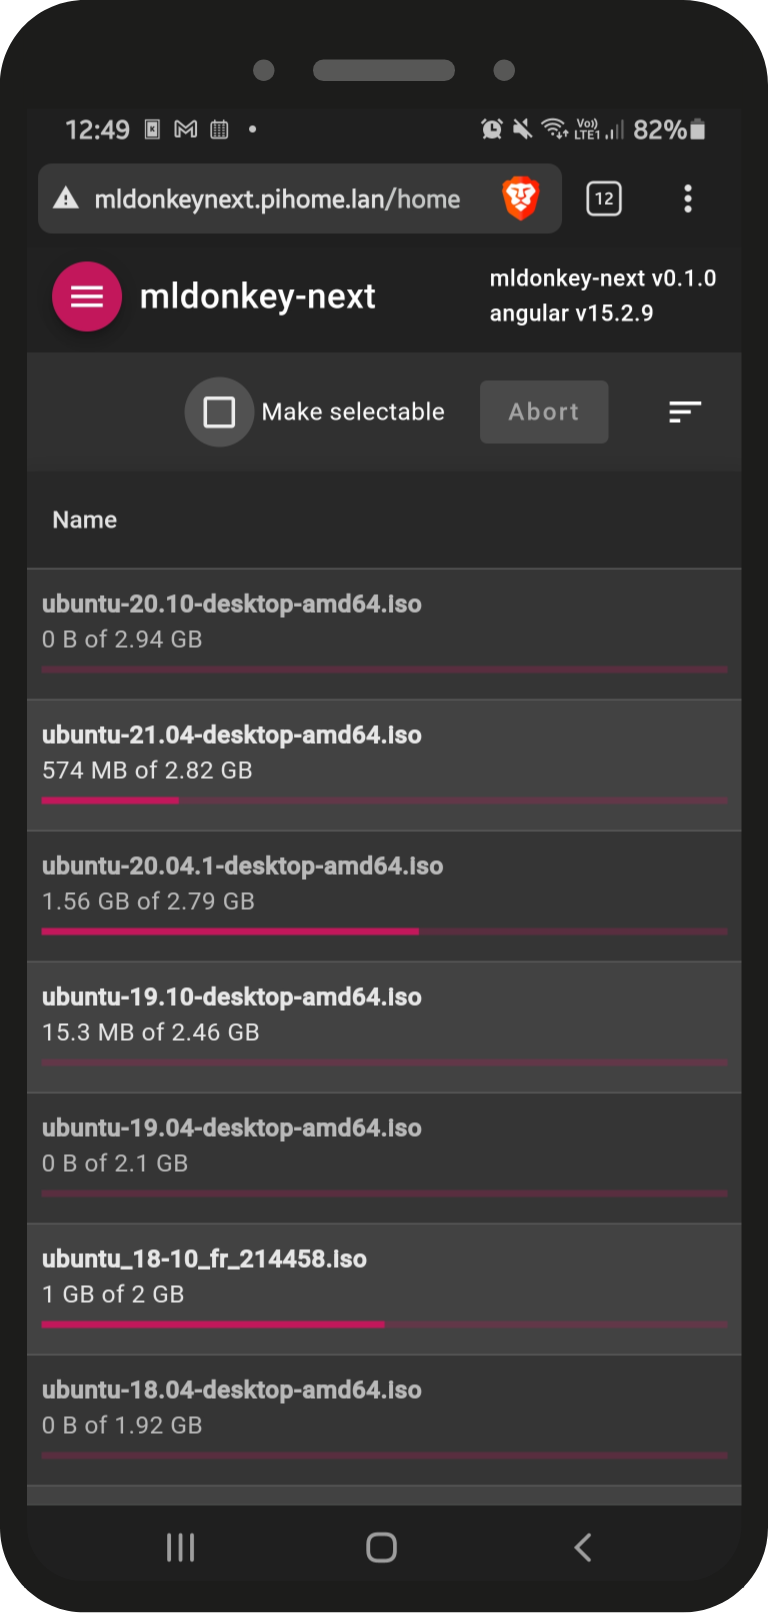 12:49
Vo)) LTE1 82%
mldonkeynext.pihome.lan/home
12
mldonkey-next
mldonkey-next v0.1.0
angular v15.2.9
Make selectable
Abort
Name
ubuntu-20.10-desktop-amd64.iso
0 B of 2.94 GB
ubuntu-21.04-desktop-amd64.iso
574 MB of 2.82 GB
ubuntu-20.04.1-desktop-amd64.iso
1.56 GB of 2.79 GB
ubuntu-19.10-desktop-amd64.iso
15.3 MB of 2.46 GB
ubuntu-19.04-desktop-amd64.iso
0 B of 2.1 GB
ubuntu_18-10_fr_214458.iso
1 GB of 2 GB
ubuntu-18.04-desktop-amd64.iso
0 B of 1.92 GB